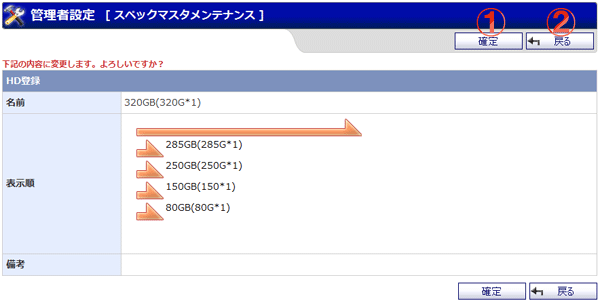 管理者設定 [ スペックマスタメンテナンス ]
① ②
確定 戻る
下記の内容に変更します。よろしいですか？
HD登録
名前 320GB(320G*1)
285GB(285G*1)
250GB(250G*1)
表示順
150GB(150*1)
80GB(80G*1)
備考
確定 戻る